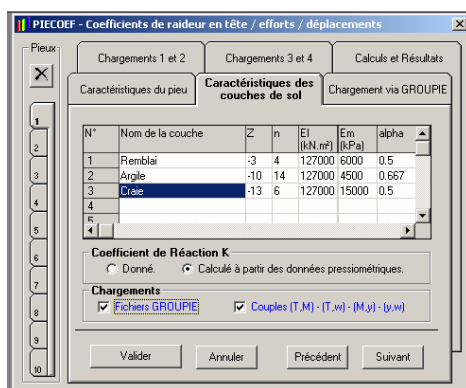 PIECOEF - Coefficients de raideur en tête / efforts / déplacements
Pieux
Chargements 1 et 2
Chargements 3 et 4
Calculs et Résultats
Caractéristiques du pieu
Caractéristiques des couches de sol
Chargement via GROUPIE
1
2
3
4
5
6
7
8
9
10
N° Nom de la couche Z n EI (kN.m²) Em (kPa) alpha
1 Remblai -3 4 127000 6000 0.5
2 Argile -10 14 127000 4500 0.667
3 Craie -13 6 127000 15000 0.5
4
5
Coefficient de Réaction K
Donné.
Calculé à partir des données pressiométriques.
Chargements
Fichiers GROUPIE
Couples (T,M) - (T,w) - (M,y) - (y,w)
Valider
Annuler
Précédent
Suivant